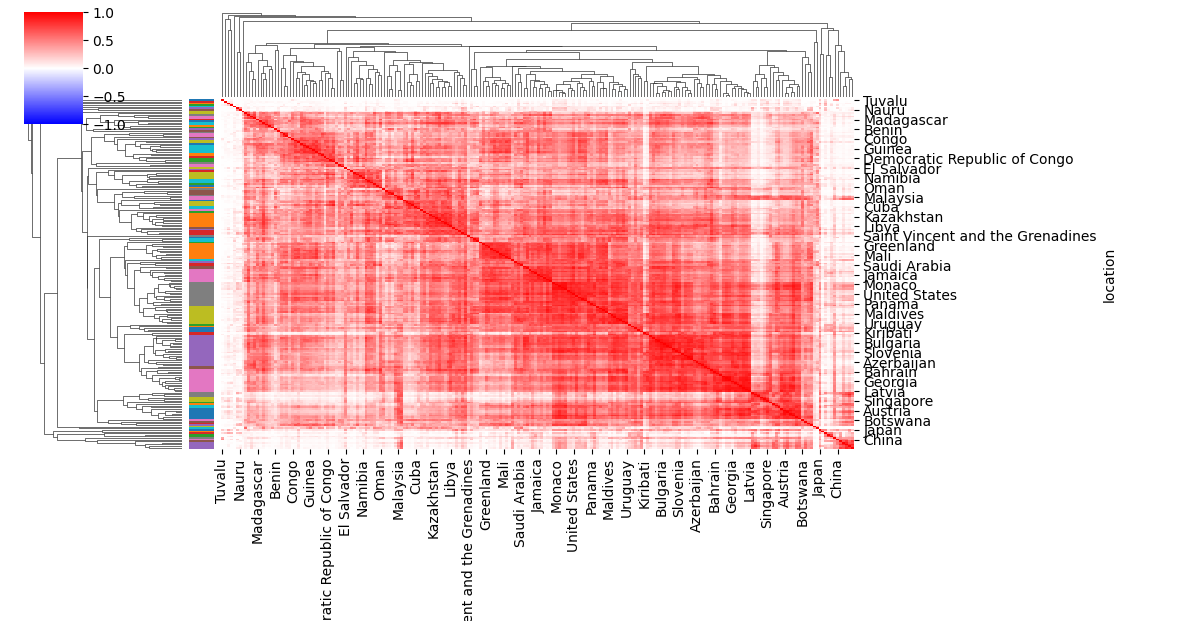 1.0
0.5
0.0
−0.5
−1.0
Tuvalu
Nauru
Madagascar
Benin
Congo
Guinea
Democratic Republic of Congo
El Salvador
Namibia
Oman
Malaysia
Cuba
Kazakhstan
Libya
Saint Vincent and the Grenadines
Greenland
Mali
Saudi Arabia
Jamaica
Monaco
United States
Panama
Maldives
Uruguay
Kiribati
Bulgaria
Slovenia
Azerbaijan
Bahrain
Georgia
Latvia
Singapore
Austria
Botswana
Japan
China
location
Tuvalu
Nauru
Madagascar
Benin
Congo
Guinea
ratic Republic of Congo
El Salvador
Namibia
Oman
Malaysia
Cuba
Kazakhstan
Libya
ent and the Grenadines
Greenland
Mali
Saudi Arabia
Jamaica
Monaco
United States
Panama
Maldives
Uruguay
Kiribati
Bulgaria
Slovenia
Azerbaijan
Bahrain
Georgia
Latvia
Singapore
Austria
Botswana
Japan
China